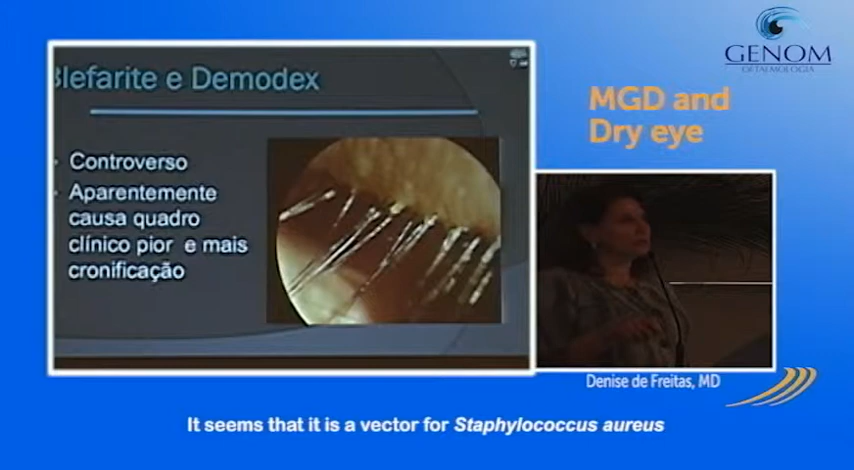 GENOM
OFTALMOLOGIA
Blefarite e Demodex
MGD and
Dry eye
Controverso
Aparentemente
causa quadro
clínico pior e mais
cronificação
Denise de Freitas, MD
It seems that it is a vector for Staphylococcus aureus